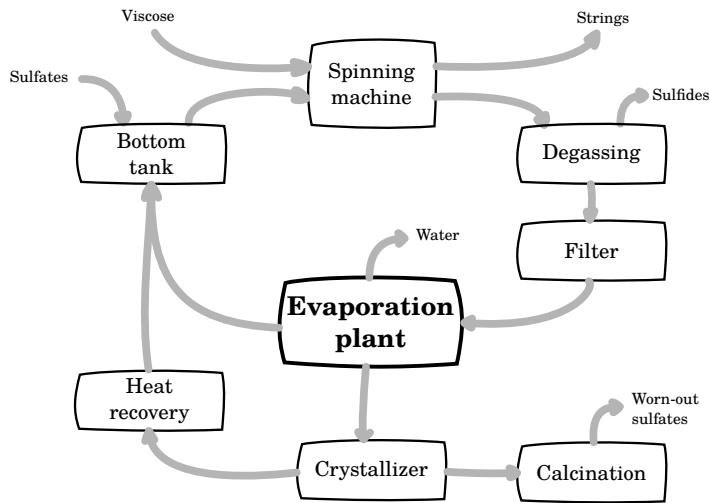 Viscose
Strings
Spinning
machine
Sulfates
Sulfides
Bottom
tank
Degassing
Water
Filter
Evaporation
plant
Heat
recovery
Worn-out
sulfates
Crystallizer
Calcination